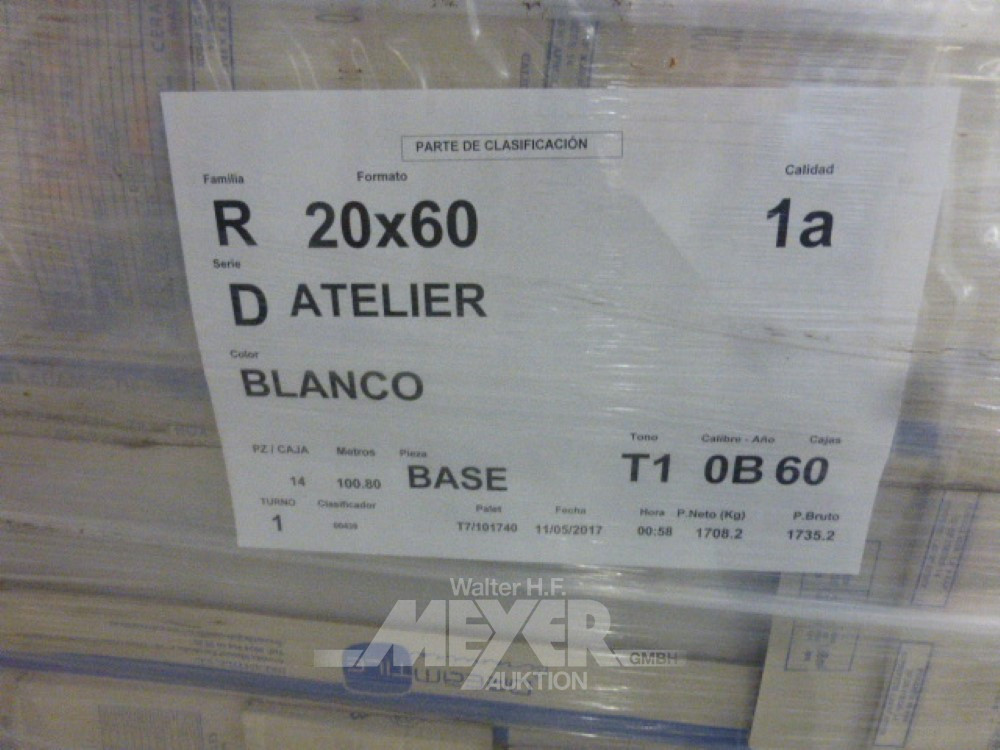 PARTE DE CLASIFICACIÓN
Familia Formato Calidad
R 20x60 1a
Serie
D ATELIER
Color
BLANCO
PZ / CAJA Metros Pieza Tono Calibre - Año Cajas
14 100.80 BASE T1 0B 60
TURNO Clasificador Palet Fecha Hora P.Neto (Kg) P.Bruto
1 T7/101740 11/05/2017 00:58 1708.2 1735.2
Walter H.F.
MEYER
GMBH
AUKTION